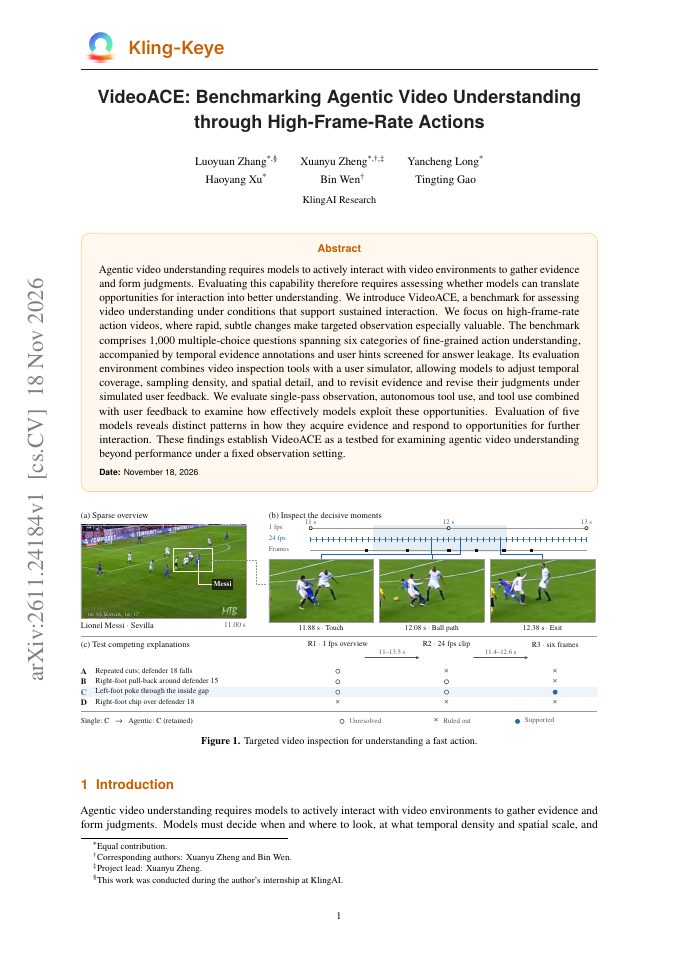 Kling-Keye
VideoACE: Benchmarking Agentic Video Understanding
through High-Frame-Rate Actions
Luoyuan Zhang*,§ Xuanyu Zheng*,†,‡ Yancheng Long*
Haoyang Xu* Bin Wen† Tingting Gao
KlingAI Research
arXiv:2611.24184v1 [cs.CV] 18 Nov 2026
Abstract
Agentic video understanding requires models to actively interact with video environments to gather evidence
and form judgments. Evaluating this capability therefore requires assessing whether models can translate
opportunities for interaction into better understanding. We introduce VideoACE, a benchmark for assessing
video understanding under conditions that support sustained interaction. We focus on high-frame-rate
action videos, where rapid, subtle changes make targeted observation especially valuable. The benchmark
comprises 1,000 multiple-choice questions spanning six categories of fine-grained action understanding,
accompanied by temporal evidence annotations and user hints screened for answer leakage. Its evaluation
environment combines video inspection tools with a user simulator, allowing models to adjust temporal
coverage, sampling density, and spatial detail, and to revisit evidence and revise their judgments under
simulated user feedback. We evaluate single-pass observation, autonomous tool use, and tool use combined
with user feedback to examine how effectively models exploit these opportunities. Evaluation of five
models reveals distinct patterns in how they acquire evidence and respond to opportunities for further
interaction. These findings establish VideoACE as a testbed for examining agentic video understanding
beyond performance under a fixed observation setting.
Date: November 18, 2026
(a) Sparse overview
Messi
MTB
Lionel Messi · Sevilla 11.00 s
(b) Inspect the decisive moments
11 s 12 s 13 s
1 fps
24 fps
Frames
11.88 s · Touch 12.08 s · Ball path 12.38 s · Exit
(c) Test competing explanations R1 · 1 fps overview R2 · 24 fps clip R3 · six frames
11–13.5 s 11.4–12.6 s
A Repeated cuts; defender 18 falls ○ × ×
B Right-foot pull-back around defender 15 ○ ○ ×
C Left-foot poke through the inside gap ○ ○ ●
D Right-foot chip over defender 18 × × ×
Single: C → Agentic: C (retained) ○ Unresolved × Ruled out ● Supported
Figure 1. Targeted video inspection for understanding a fast action.
1 Introduction
Agentic video understanding requires models to actively interact with video environments to gather evidence and
form judgments. Models must decide when and where to look, at what temporal density and spatial scale, and
*Equal contribution.
†Corresponding authors: Xuanyu Zheng and Bin Wen.
‡Project lead: Xuanyu Zheng.
§This work was conducted during the author's internship at KlingAI.
1